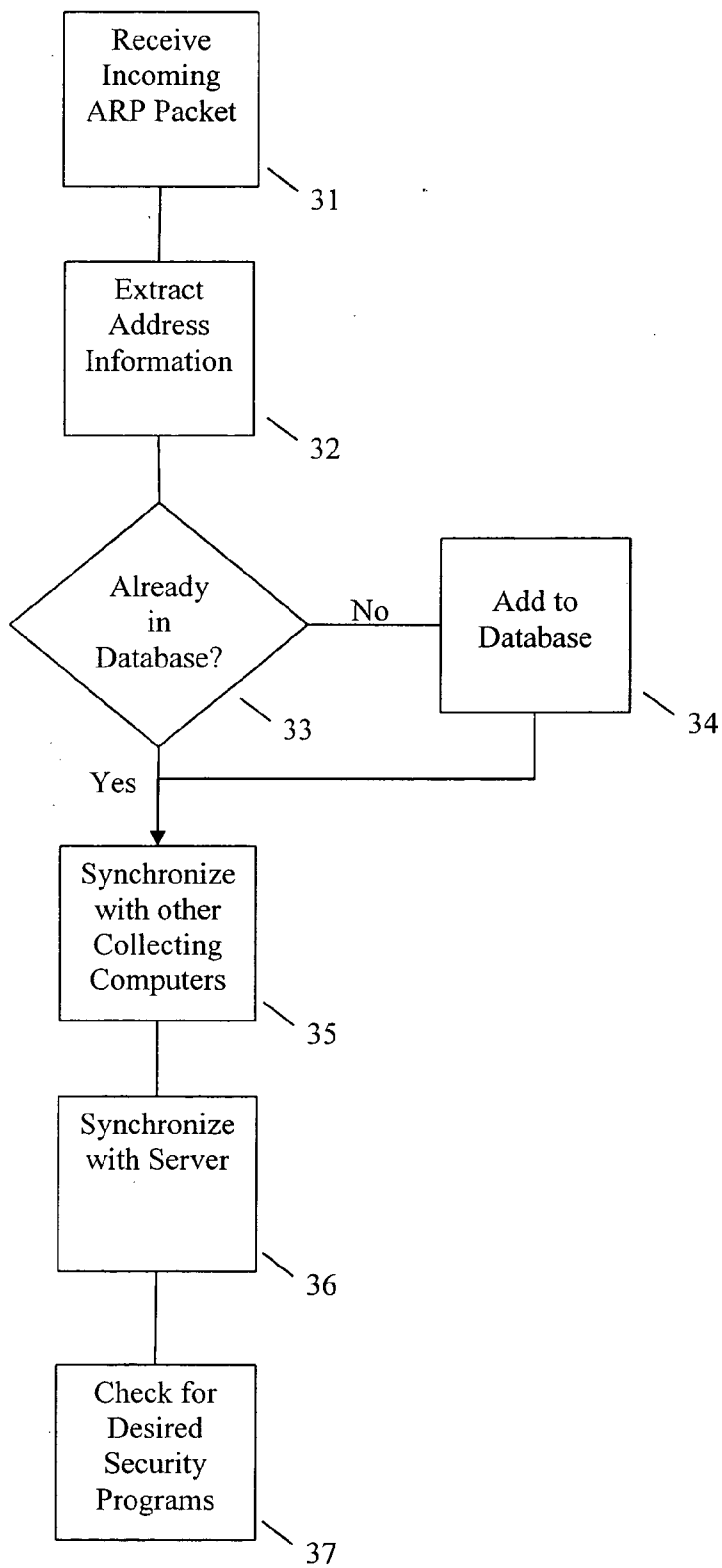 Receive
Incoming
ARP Packet
31
Extract
Address
Information
32
Already
in
Database?
33
No
Add to
Database
34
Yes
Synchronize
with other
Collecting
Computers
35
Synchronize
with Server
36
Check for
Desired
Security
Programs
37